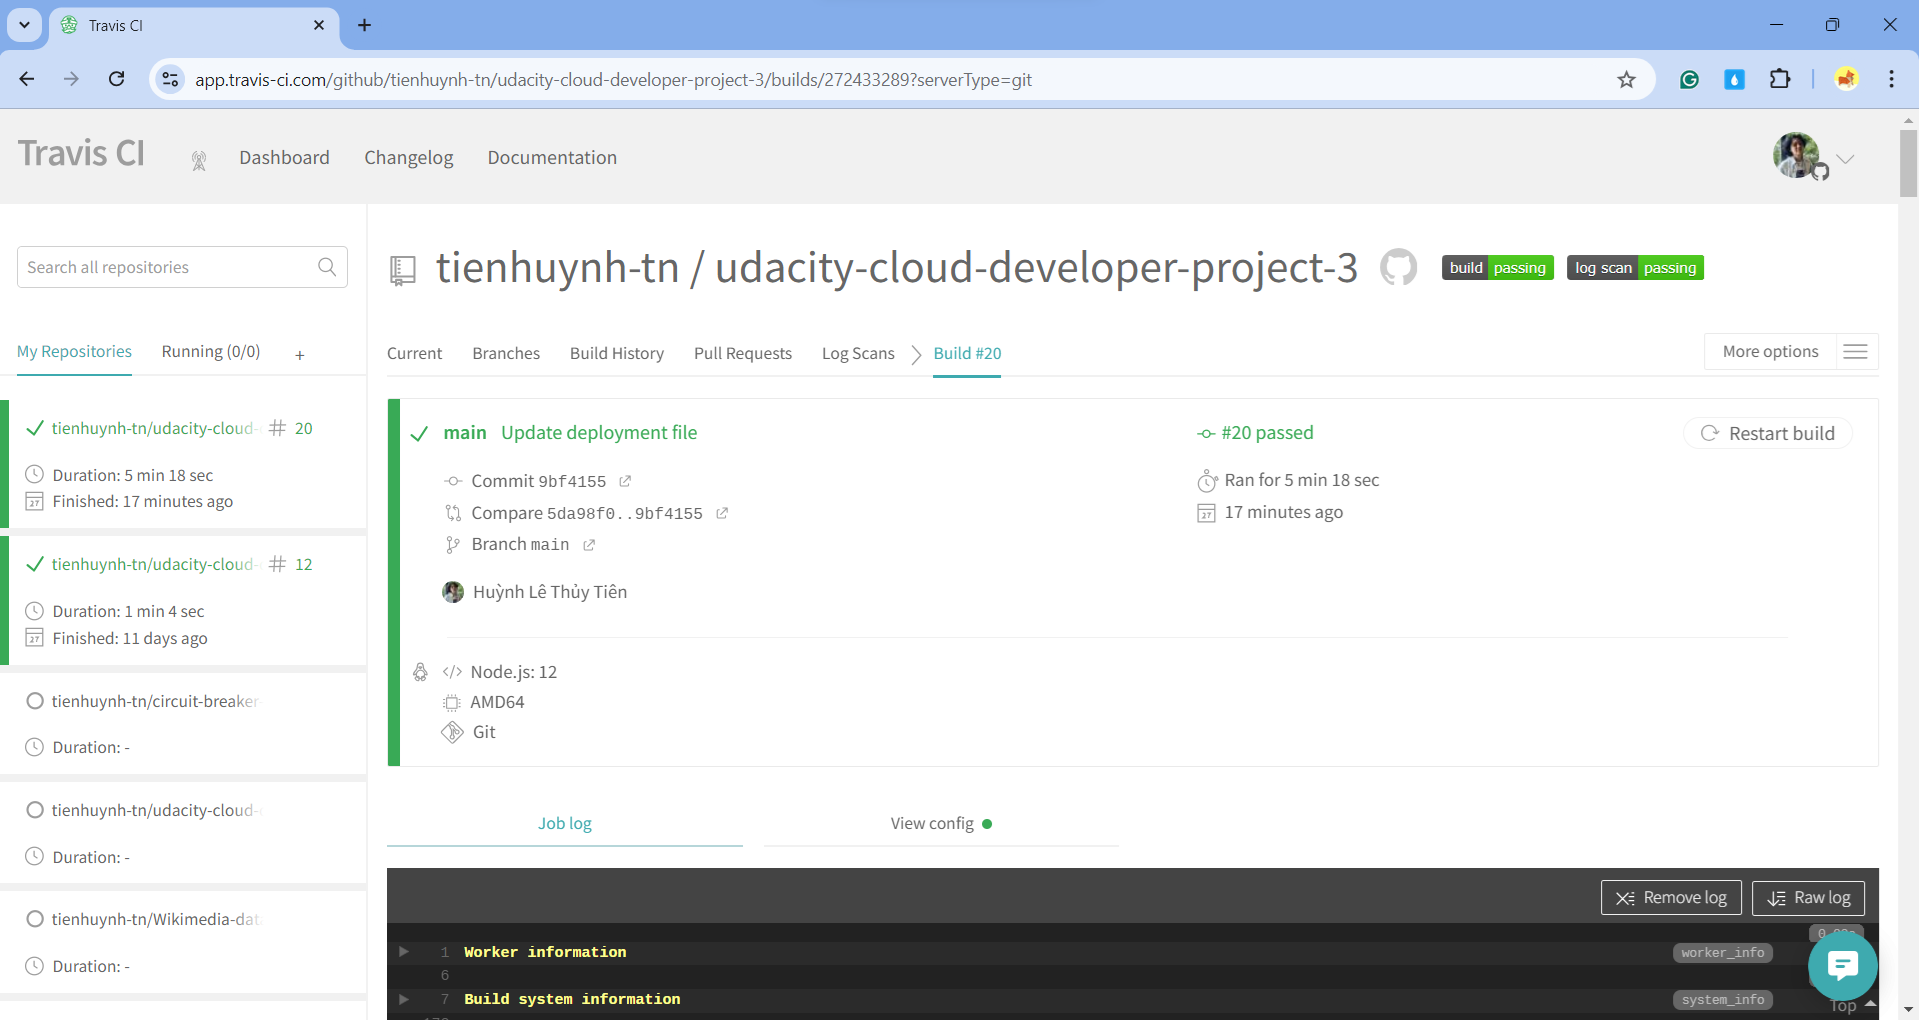 Travis CI
app.travis-ci.com/github/tienhuynh-tn/udacity-cloud-developer-project-3/builds/272433289?serverType=git
Travis CI
Dashboard
Changelog
Documentation
Search all repositories
My Repositories
Running (0/0)
+
tienhuynh-tn/udacity-cloud- # 20
Duration: 5 min 18 sec
Finished: 17 minutes ago
tienhuynh-tn/udacity-cloud- # 12
Duration: 1 min 4 sec
Finished: 11 days ago
tienhuynh-tn/circuit-breaker-
Duration: -
tienhuynh-tn/udacity-cloud-
Duration: -
tienhuynh-tn/Wikimedia-dat
Duration: -
tienhuynh-tn / udacity-cloud-developer-project-3
build passing
log scan passing
Current
Branches
Build History
Pull Requests
Log Scans
Build #20
More options
main Update deployment file
Commit 9bf4155
Compare 5da98f0..9bf4155
Branch main
Huỳnh Lê Thủy Tiên
#20 passed
Ran for 5 min 18 sec
17 minutes ago
Restart build
Node.js: 12
AMD64
Git
Job log
View config
Remove log
Raw log
1 Worker information worker_info
6
7 Build system information system_info
Top